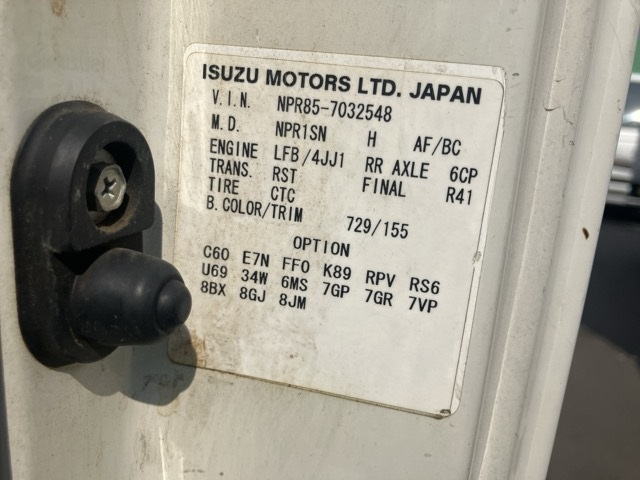 ISUZU MOTORS LTD. JAPAN
V.I.N. NPR85-7032548
M.D. NPR1SN H AF/BC
ENGINE LFB/4JJ1 RR AXLE 6CP
TRANS. RST FINAL R41
TIRE CTC
B.COLOR/TRIM 729/155
OPTION
C60 E7N FF0 K89 RPV RS6
U69 34W 6MS 7GP 7GR 7VP
8BX 8GJ 8JM